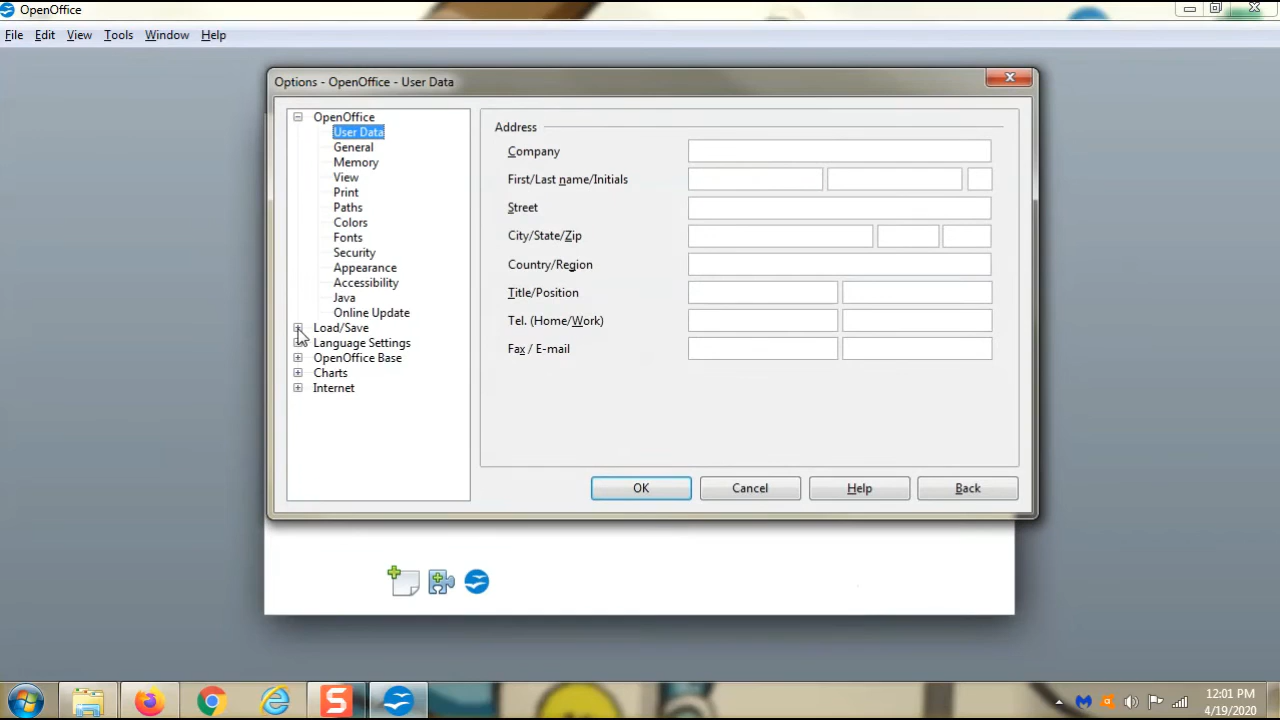 OpenOffice
File Edit View Tools Window Help
Options - OpenOffice - User Data
OpenOffice
User Data
General
Memory
View
Print
Paths
Colors
Fonts
Security
Appearance
Accessibility
Java
Online Update
Load/Save
Language Settings
OpenOffice Base
Charts
Internet
Address
Company
First/Last name/Initials
Street
City/State/Zip
Country/Region
Title/Position
Tel. (Home/Work)
Fax / E-mail
OK Cancel Help Back
S
12:01 PM
4/19/2020